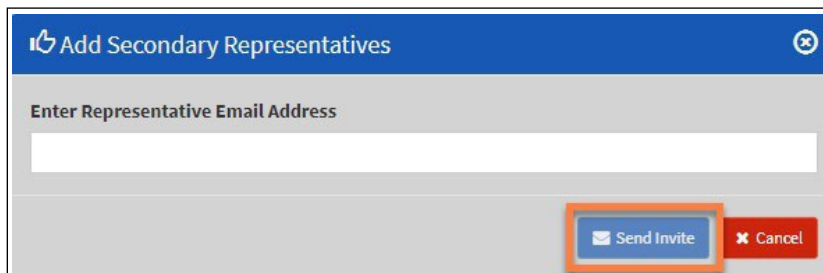 Add Secondary Representatives
Enter Representative Email Address
Send Invite
Cancel